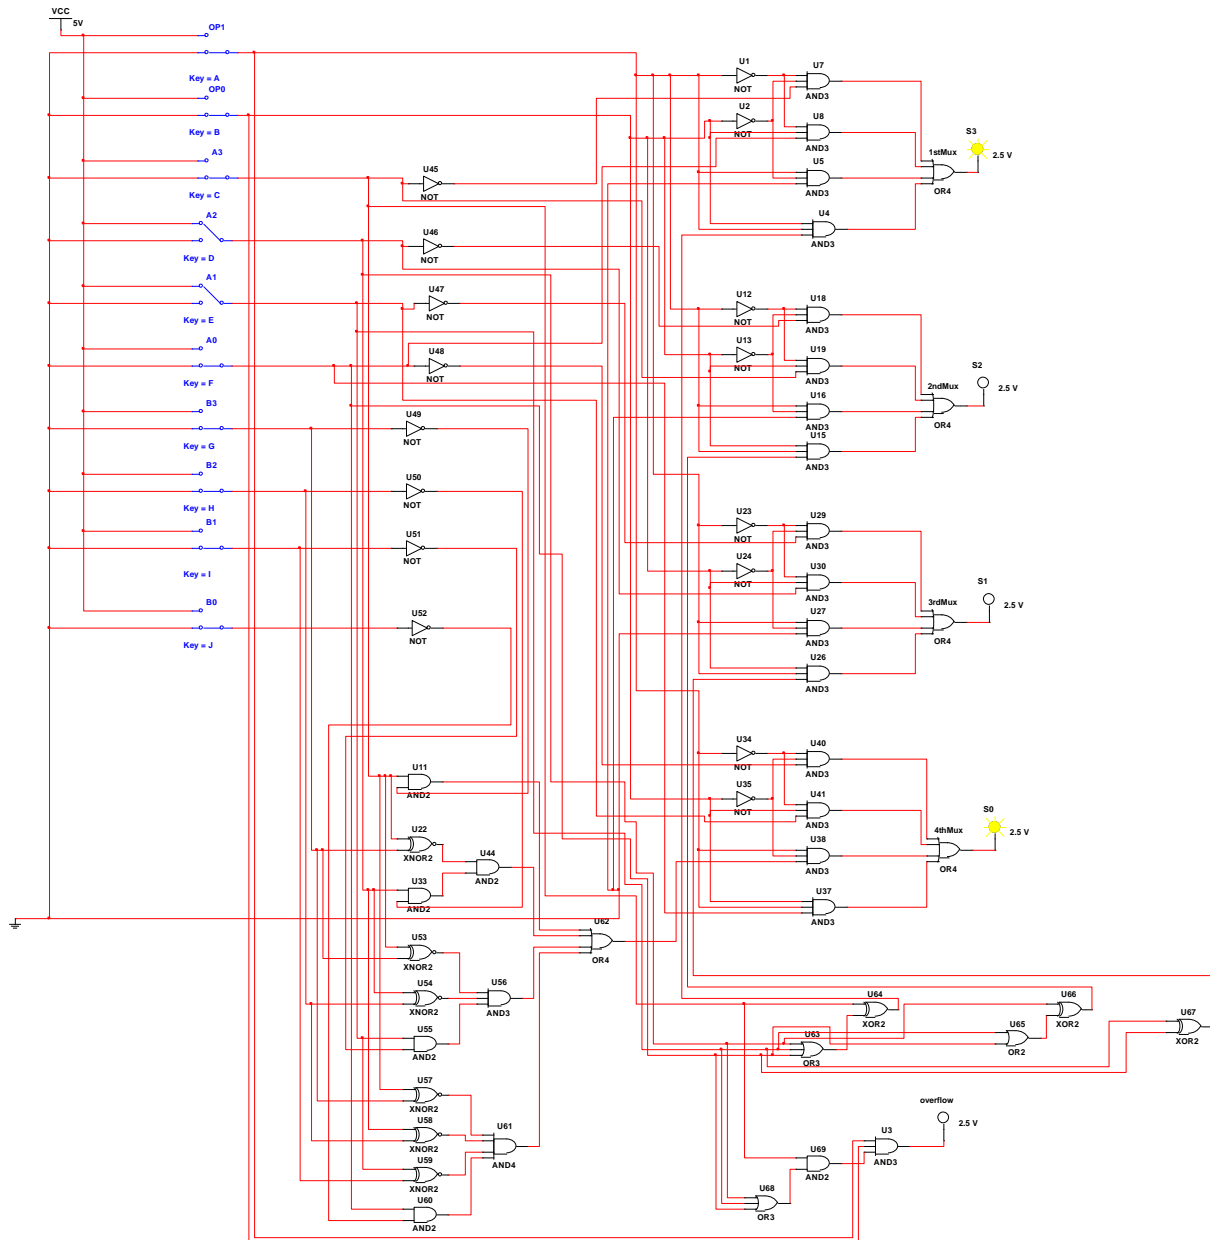 VCC
5V
OP1
Key = A
OP0
Key = B
A3
Key = C
A2
Key = D
A1
Key = E
A0
Key = F
B3
Key = G
B2
Key = H
B1
Key = I
B0
Key = J
U45
NOT
U46
NOT
U47
NOT
U48
NOT
U49
NOT
U50
NOT
U51
NOT
U52
NOT
U11
AND2
U22
XNOR2
U44
AND2
U33
AND2
U53
XNOR2
U54
XNOR2
U56
AND3
U55
AND2
U57
XNOR2
U58
XNOR2
U61
AND4
U59
XNOR2
U60
AND2
U62
OR4
U1
NOT
U7
AND3
U2
NOT
U8
AND3
U5
AND3
U4
AND3
1stMux
OR4
S3
2.5 V
U12
NOT
U18
AND3
U13
NOT
U19
AND3
U16
AND3
U15
AND3
2ndMux
OR4
S2
2.5 V
U23
NOT
U29
AND3
U24
NOT
U30
AND3
U27
AND3
U26
AND3
3rdMux
OR4
S1
2.5 V
U34
NOT
U40
AND3
U35
NOT
U41
AND3
U38
AND3
U37
AND3
4thMux
OR4
S0
2.5 V
U64
XOR2
U63
OR3
U66
XOR2
U65
OR2
U67
XOR2
overflow
2.5 V
U3
AND3
U69
AND2
U68
OR3